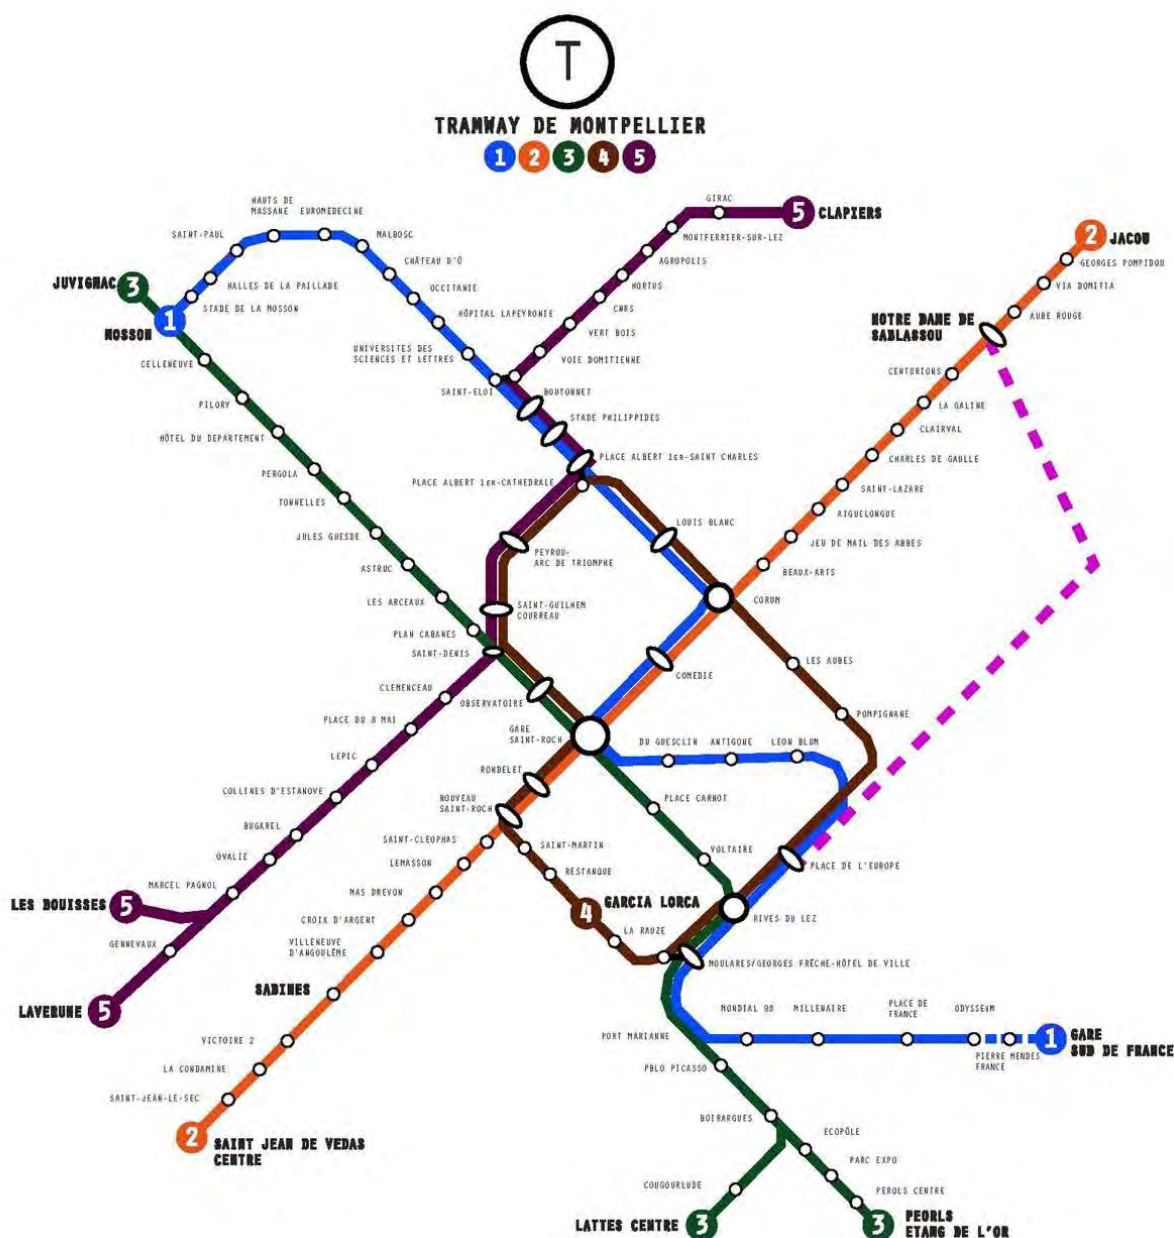 T
TRAMWAY DE MONTPELLIER
1 2 3 4 5
HAUTS DE
MASSANE
EUROMEDECINE
SAINT-PAUL
MALBOSC
HALLES DE LA PAILLADE
CHÂTEAU D'Ô
STADE DE LA MOSSON
OCCITANIE
JUVIGNAC
3
MOSSON
1
HÔPITAL LAPEYRONIE
UNIVERSITES DES
SCIENCES ET LETTRES
SAINT-ELOI
GIRAC
5
CLAPIERS
MONTFERRIER-SUR-LEZ
AGROPOLIS
HORTUS
CNRS
VERT BOIS
VOIE DOMITIENNE
BOUTONNET
STADE PHILIPPIDES
PLACE ALBERT 1ER-SAINT CHARLES
PLACE ALBERT 1ER-CATHEDRALE
2
JACOU
GEORGES POMPIDOU
VIA DOMITIA
AUBE ROUGE
NOTRE DAME DE
SABLASSOU
CENTURIONS
LA GALINE
CLAIRVAL
CHARLES DE GAULLE
SAINT-LAZARE
AIGUELONGUE
JEU DE MAIL DES ABBES
BEAUX-ARTS
CELLENEUVE
PILORY
HÔTEL DU DEPARTEMENT
PERGOLA
TONNELLES
JULES GUESDE
ASTRUC
LES ARCEAUX
PLAN CABANES
SAINT-DENIS
LOUIS BLANC
PEYROU-
ARC DE TRIOMPHE
SAINT-GUILHEM
COURREAU
CORUM
COMEDIE
LES AUBES
POMPIGNANE
CLEMENCEAU
OBSERVATOIRE
PLACE DU 8 MAI
GARE
SAINT-ROCH
LEPIC
RONDELET
DU GUESCLIN
ANTIGONE
LEON BLUM
COLLINES D'ESTANOVE
NOUVEAU
SAINT-ROCH
PLACE CARNOT
BUGAREL
SAINT-CLEOPHAS
SAINT-MARTIN
VOLTAIRE
OVALIE
LEMASSON
RESTANQUE
PLACE DE L'EUROPE
MARCEL PAGNOL
MAS DREVON
LES BOUISSES
5
4
GARCIA LORCA
CROIX D'ARGENT
LA RAUZE
RIVES DU LEZ
GENNEVAUX
VILLENEUVE
D'ANGOULÊME
MOULARES/GEORGES FRÊCHE-HÔTEL DE VILLE
SABINES
LAVERUNE
5
PORT MARIANNE
MONDIAL 98
MILLENAIRE
PLACE DE
FRANCE
ODYSSEUM
1
GARE
SUD DE FRANCE
PIERRE MENDES
FRANCE
VICTOIRE 2
PBLO PICASSO
LA CONDAMINE
SAINT-JEAN-LE-SEC
BOIRARGUES
ECOPÔLE
2
SAINT JEAN DE VEDAS
CENTRE
PARC EXPO
COUGOURLUDE
PEROLS CENTRE
LATTES CENTRE
3
3
PEORLS
ETANG DE L'OR